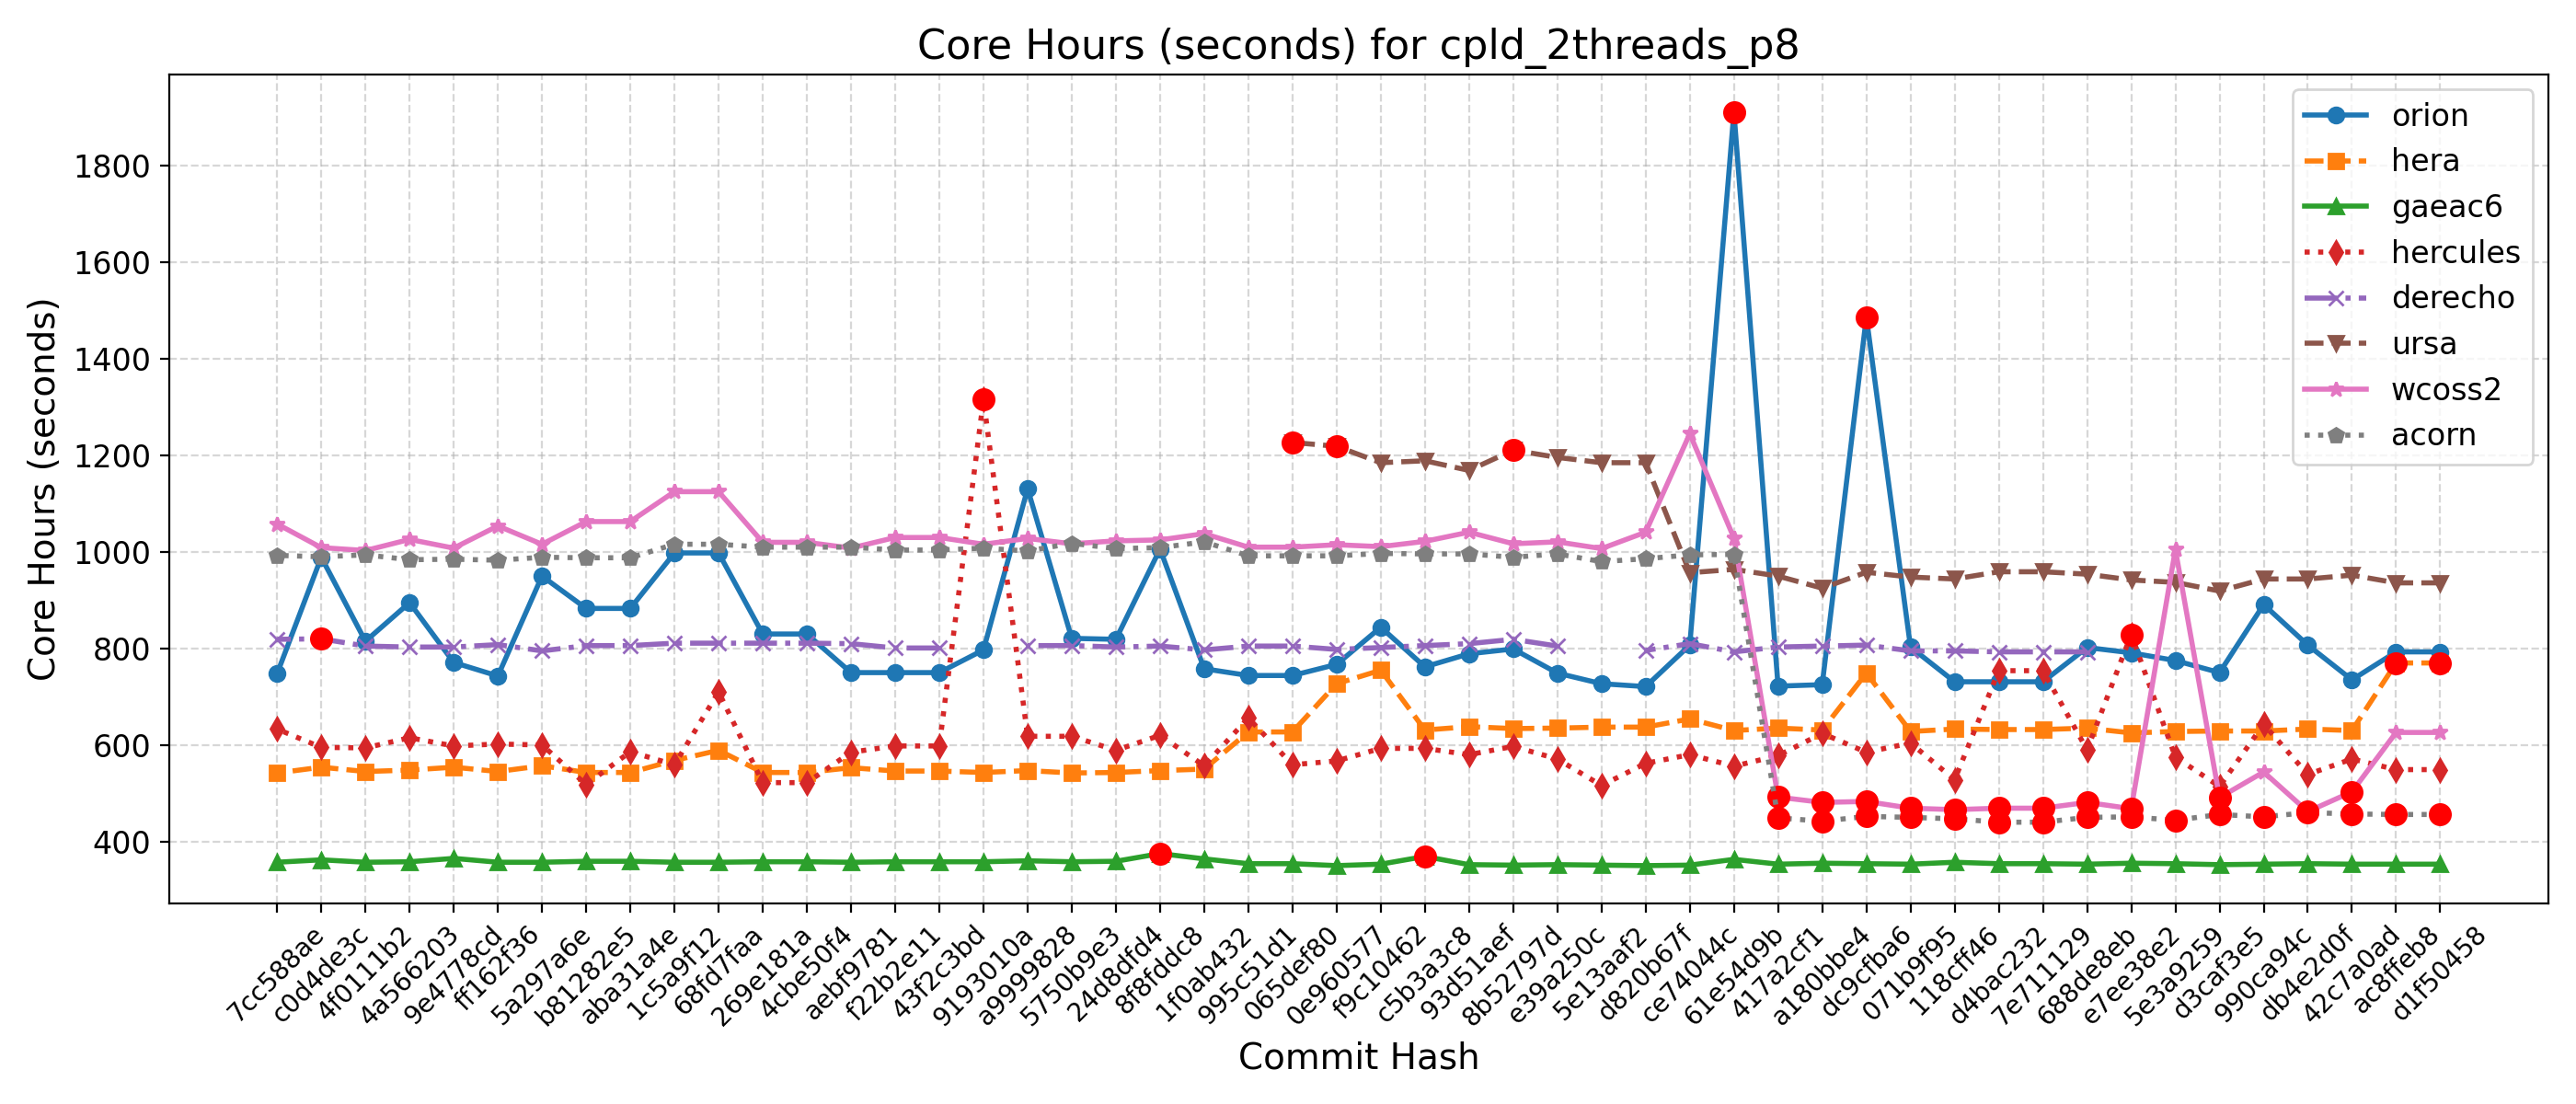 Core Hours (seconds) for cpld_2threads_p8
Core Hours (seconds)
1800
1600
1400
1200
1000
800
600
400
orion
hera
gaeac6
hercules
derecho
ursa
wcoss2
acorn
7cc588ae
c0d4de3c
4f0111b2
4a566203
9e4778cd
ff162f36
5a297a6e
b81282e5
aba31a4e
1c5a9f12
68fd7faa
269e181a
4cbe50f4
aebf9781
f22b2e11
43f2c3bd
9193010a
a9999828
5750b9e3
24d8dfd4
8f8fddc8
1f0ab432
995c51d1
065def80
0e960577
f9c10462
c5b3a3c8
93d51aef
8b52797d
e39a250c
5e13aaf2
d820b67f
ce74044c
61e54d9b
417a2cf1
a180bbe4
dc9cfba6
071b9f95
118cff46
d4bac232
7e711129
688de8eb
e7ee38e2
5e3a9259
d3caf3e5
990ca94c
db4e2d0f
42c7a0ad
ac8ffeb8
d1f50458
Commit Hash